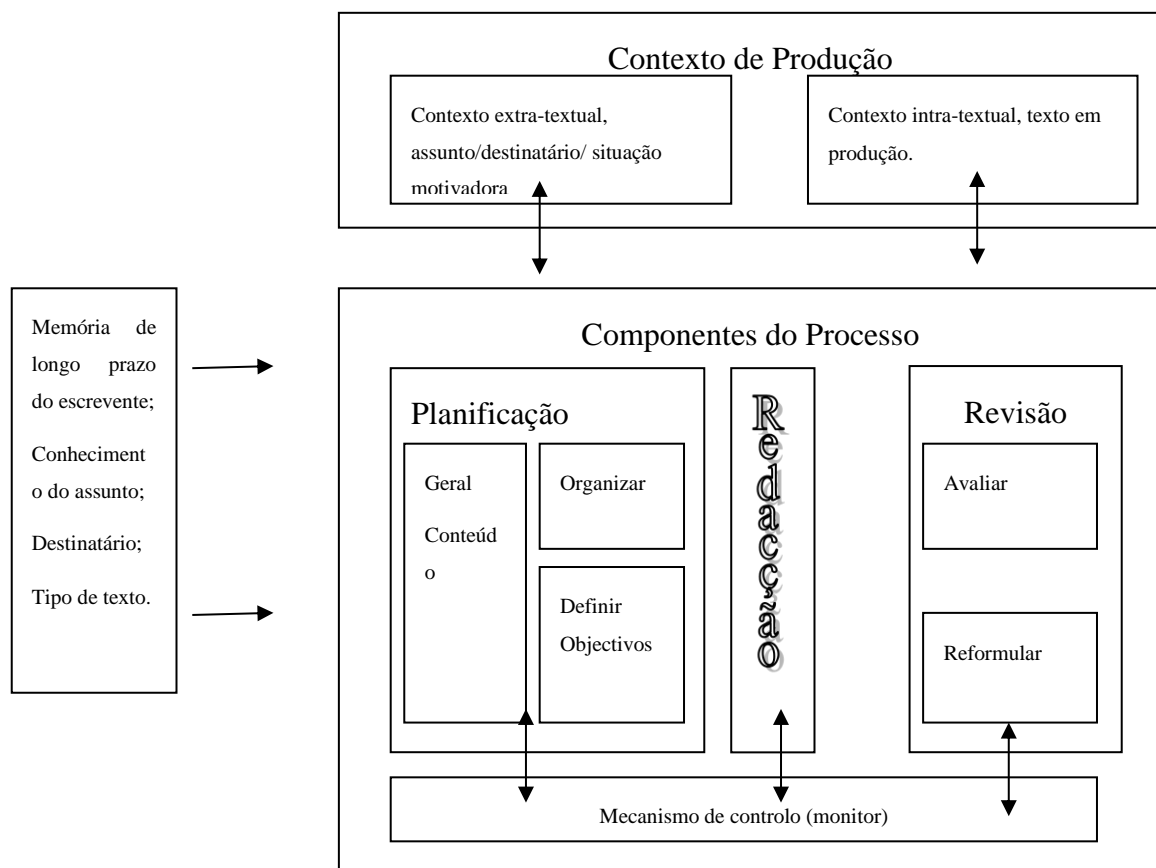 Contexto de Produção
Contexto extra-textual,
assunto/destinatário/ situação
motivadora
Contexto intra-textual, texto em
produção.
Memória de
longo prazo
do escrevente;
Conheciment
o do assunto;
Destinatário;
Tipo de texto.
Componentes do Processo
Planificação
Geral
Conteúd
o
Organizar
Definir
Objectivos
Redacção
Revisão
Avaliar
Reformular
Mecanismo de controlo (monitor)